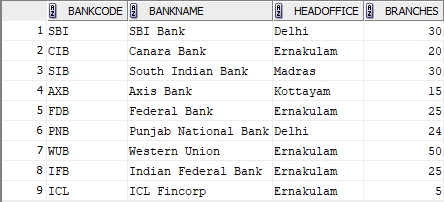 BANKCODE BANKNAME HEADOFFICE BRANCHES
1 SBI SBI Bank Delhi 30
2 CIB Canara Bank Ernakulam 20
3 SIB South Indian Bank Madras 30
4 AXB Axis Bank Kottayam 15
5 FDB Federal Bank Ernakulam 25
6 PNB Punjab National Bank Delhi 24
7 WUB Western Union Ernakulam 50
8 IFB Indian Federal Bank Ernakulam 25
9 ICL ICL Fincorp Ernakulam 5